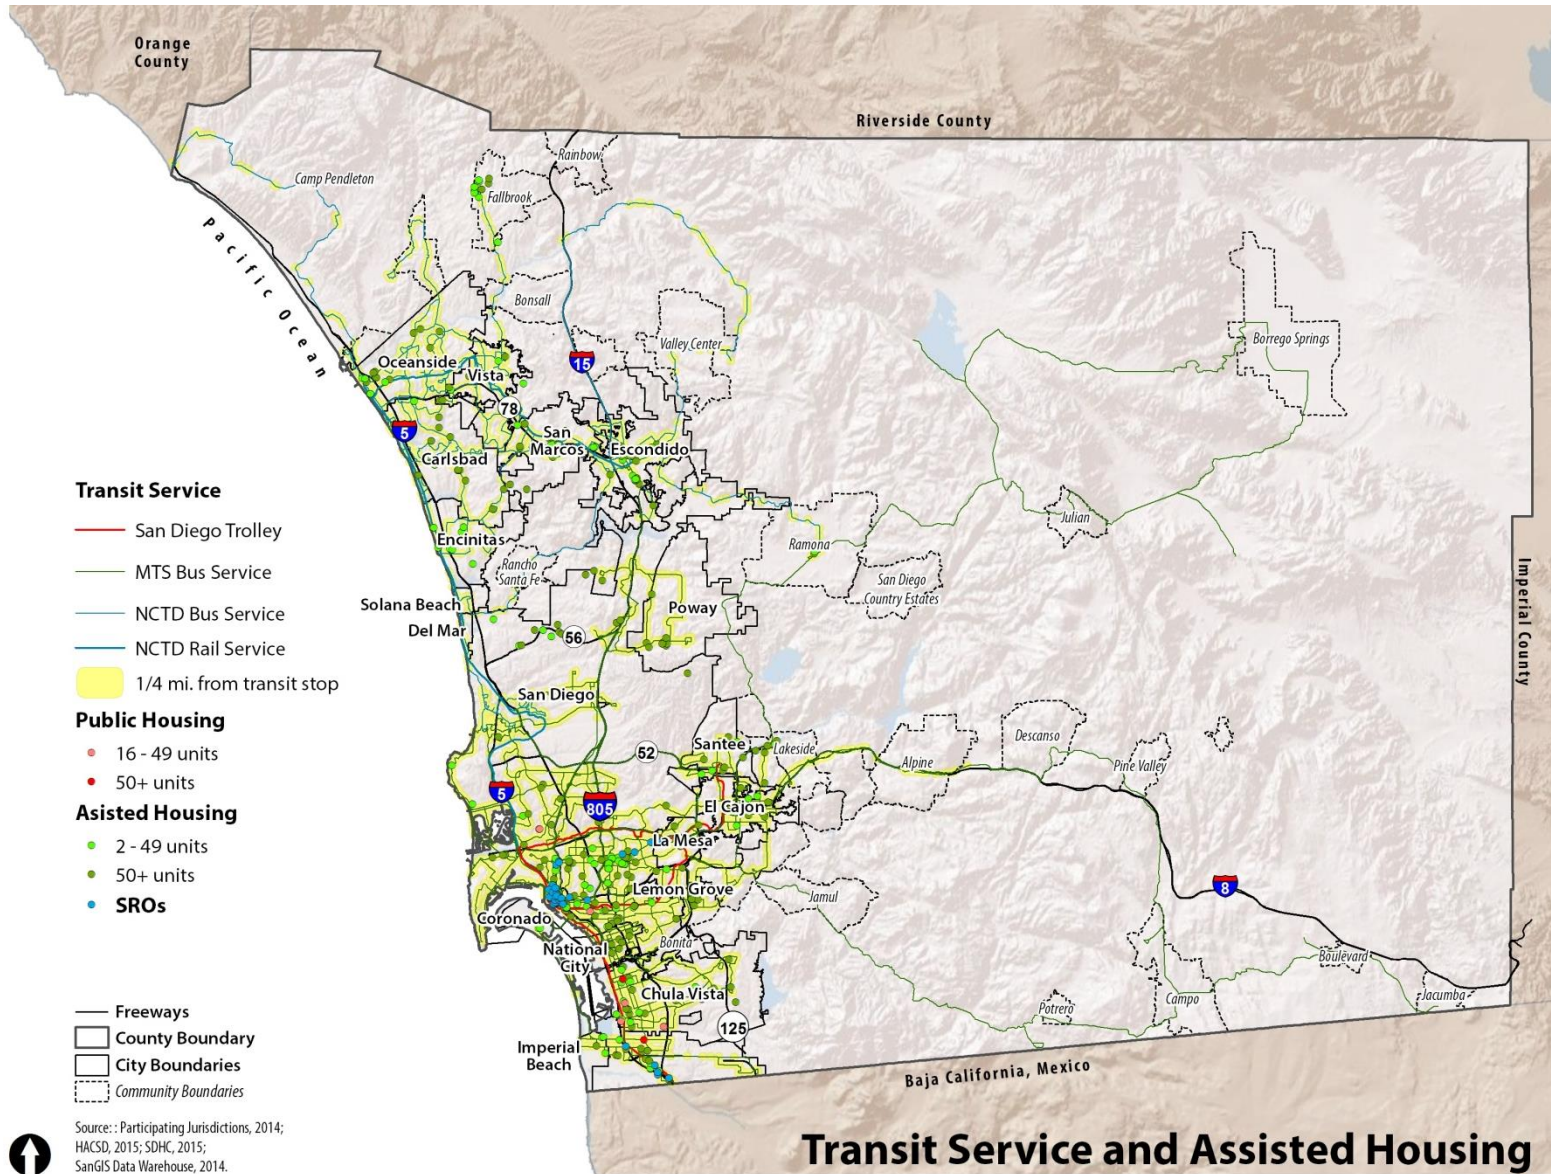 Orange
County
Riverside County
Rainbow
Camp Pendleton
Fallbrook
Pacific Ocean
Bonsall
Valley Center
Borrego Springs
Oceanside
Vista
15
78
5
San
Marcos
Escondido
Carlsbad
Julian
Encinitas
Ramona
Rancho
Santa Fe
San Diego
Country Estates
Imperial County
Solana Beach
Poway
Del Mar
56
San Diego
Santee
52
Lakeside
Alpine
Descanso
Pine Valley
5
805
El Cajon
La Mesa
Lemon Grove
8
Jamul
Coronado
National
City
Bonita
Boulevard
Chula Vista
Campo
Jacumba
Potrero
125
Imperial
Beach
Baja California, Mexico
Transit Service
San Diego Trolley
MTS Bus Service
NCTD Bus Service
NCTD Rail Service
1/4 mi. from transit stop
Public Housing
16 - 49 units
50+ units
Asisted Housing
2 - 49 units
50+ units
SROs
Freeways
County Boundary
City Boundaries
Community Boundaries
Source: : Participating Jurisdictions, 2014;
HACSD, 2015; SDHC, 2015;
SanGIS Data Warehouse, 2014.
Transit Service and Assisted Housing